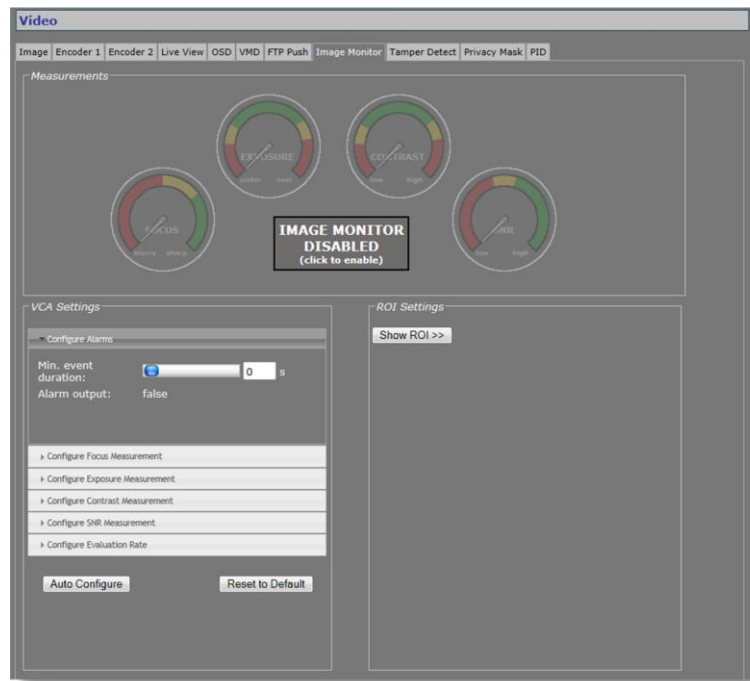 Video
Image Encoder 1 Encoder 2 Live View OSD VMD FTP Push Image Monitor Tamper Detect Privacy Mask PID
Measurements
EXPOSURE
under over
CONTRAST
low high
FOCUS
blurry sharp
SNR
low high
IMAGE MONITOR
DISABLED
(click to enable)
VCA Settings
Configure Alarms
Min. event
duration:
0 s
Alarm output: false
Configure Focus Measurement
Configure Exposure Measurement
Configure Contrast Measurement
Configure SNR Measurement
Configure Evaluation Rate
Auto Configure Reset to Default
ROI Settings
Show ROI >>